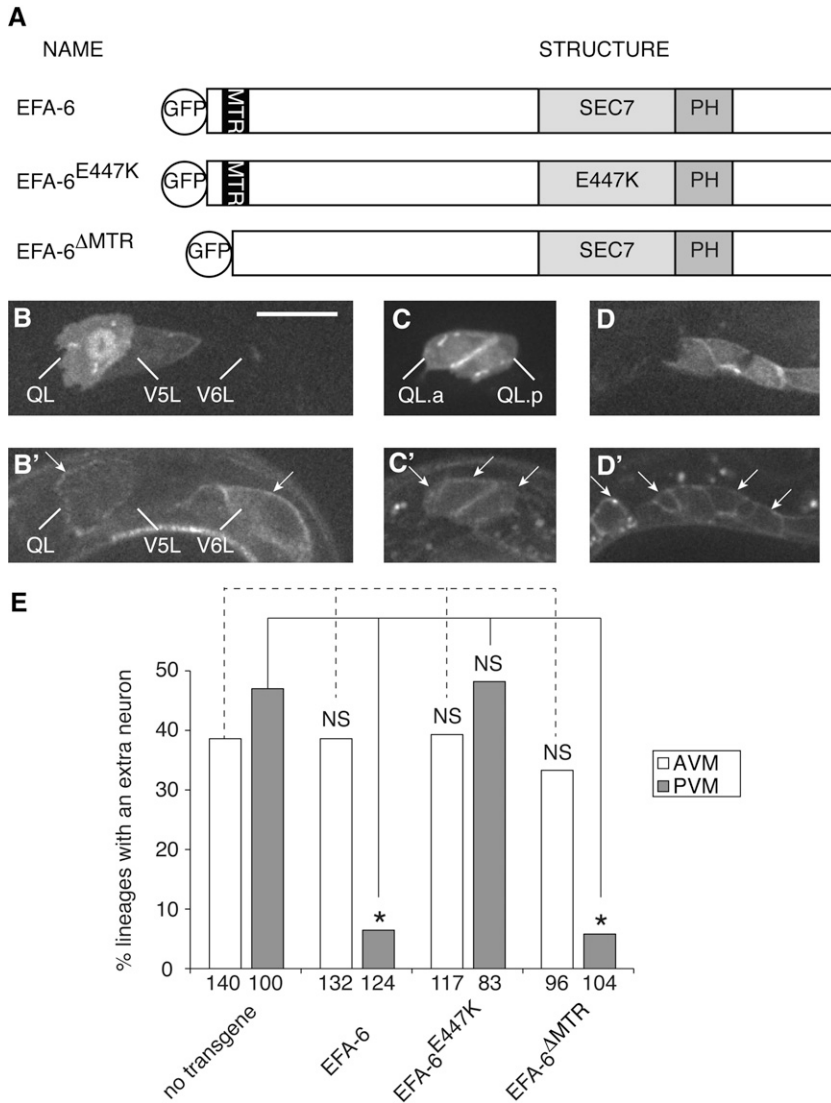 A
NAME STRUCTURE
EFA-6 GFP MTR SEC7 PH
EFA-6E447K GFP MTR E447K PH
EFA-6ΔMTR GFP SEC7 PH
B C D
QL V5L V6L QL.a QL.p
B' C' D'
QL V5L V6L
E
% lineages with an extra neuron
50
40
30
20
10
0
NS NS NS NS
* *
AVM
PVM
140 100 132 124 117 83 96 104
no transgene
EFA-6
EFA-6E447K
EFA-6ΔMTR